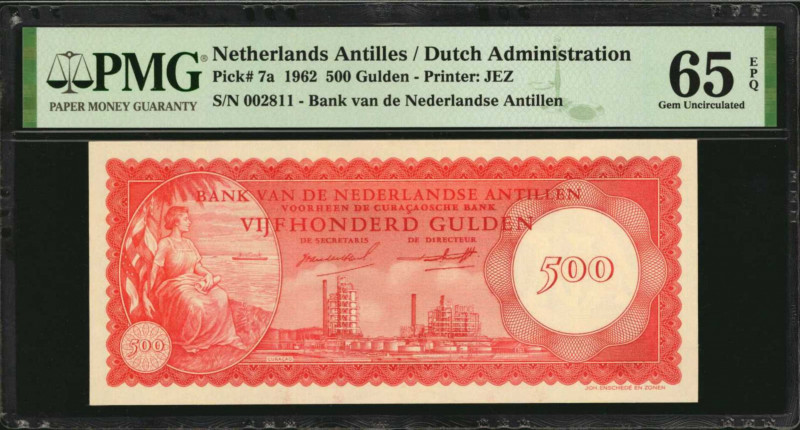 PMG®
PAPER MONEY GUARANTY
Netherlands Antilles / Dutch Administration
Pick# 7a 1962 500 Gulden - Printer: JEZ
S/N 002811 - Bank van de Nederlandse Antillen
65 EPQ
Gem Uncirculated
BANK VAN DE NEDERLANDSE ANTILLEN
VOORHEEN DE CURAÇAOSCHE BANK
VIJFHONDERD GULDEN
DE SECRETARIS DE DIRECTEUR
500
500
CURAÇAO
JOH. ENSCHEDÉ EN ZONEN